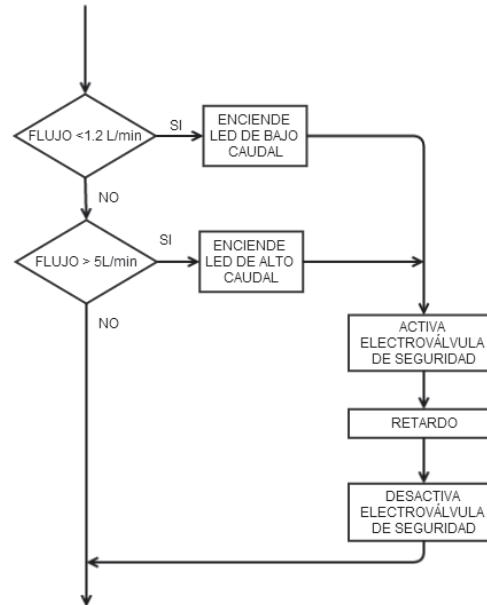 FLUJO <1.2 L/min
SI
ENCIENDE
LED DE BAJO
CAUDAL
NO
FLUJO > 5L/min
SI
ENCIENDE
LED DE ALTO
CAUDAL
NO
ACTIVA
ELECTROVÁLVULA
DE SEGURIDAD
RETARDO
DESACTIVA
ELECTROVÁLVULA
DE SEGURIDAD